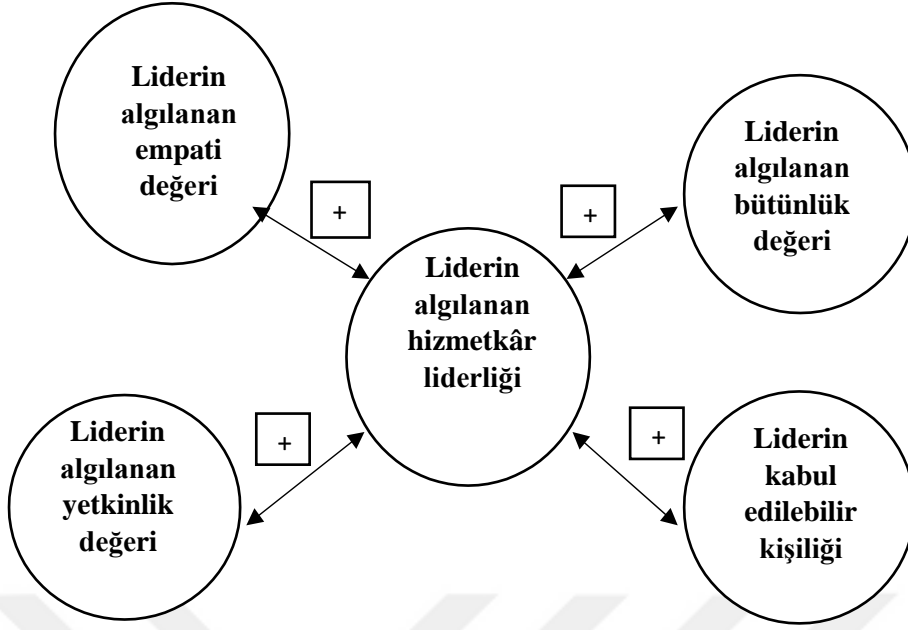 Liderin
algılanan
empati
değeri
+
+
Liderin
algılanan
bütünlük
değeri
Liderin
algılanan
hizmetkâr
liderliği
Liderin
algılanan
yetkinlik
değeri
+
+
Liderin
kabul
edilebilir
kişiliği